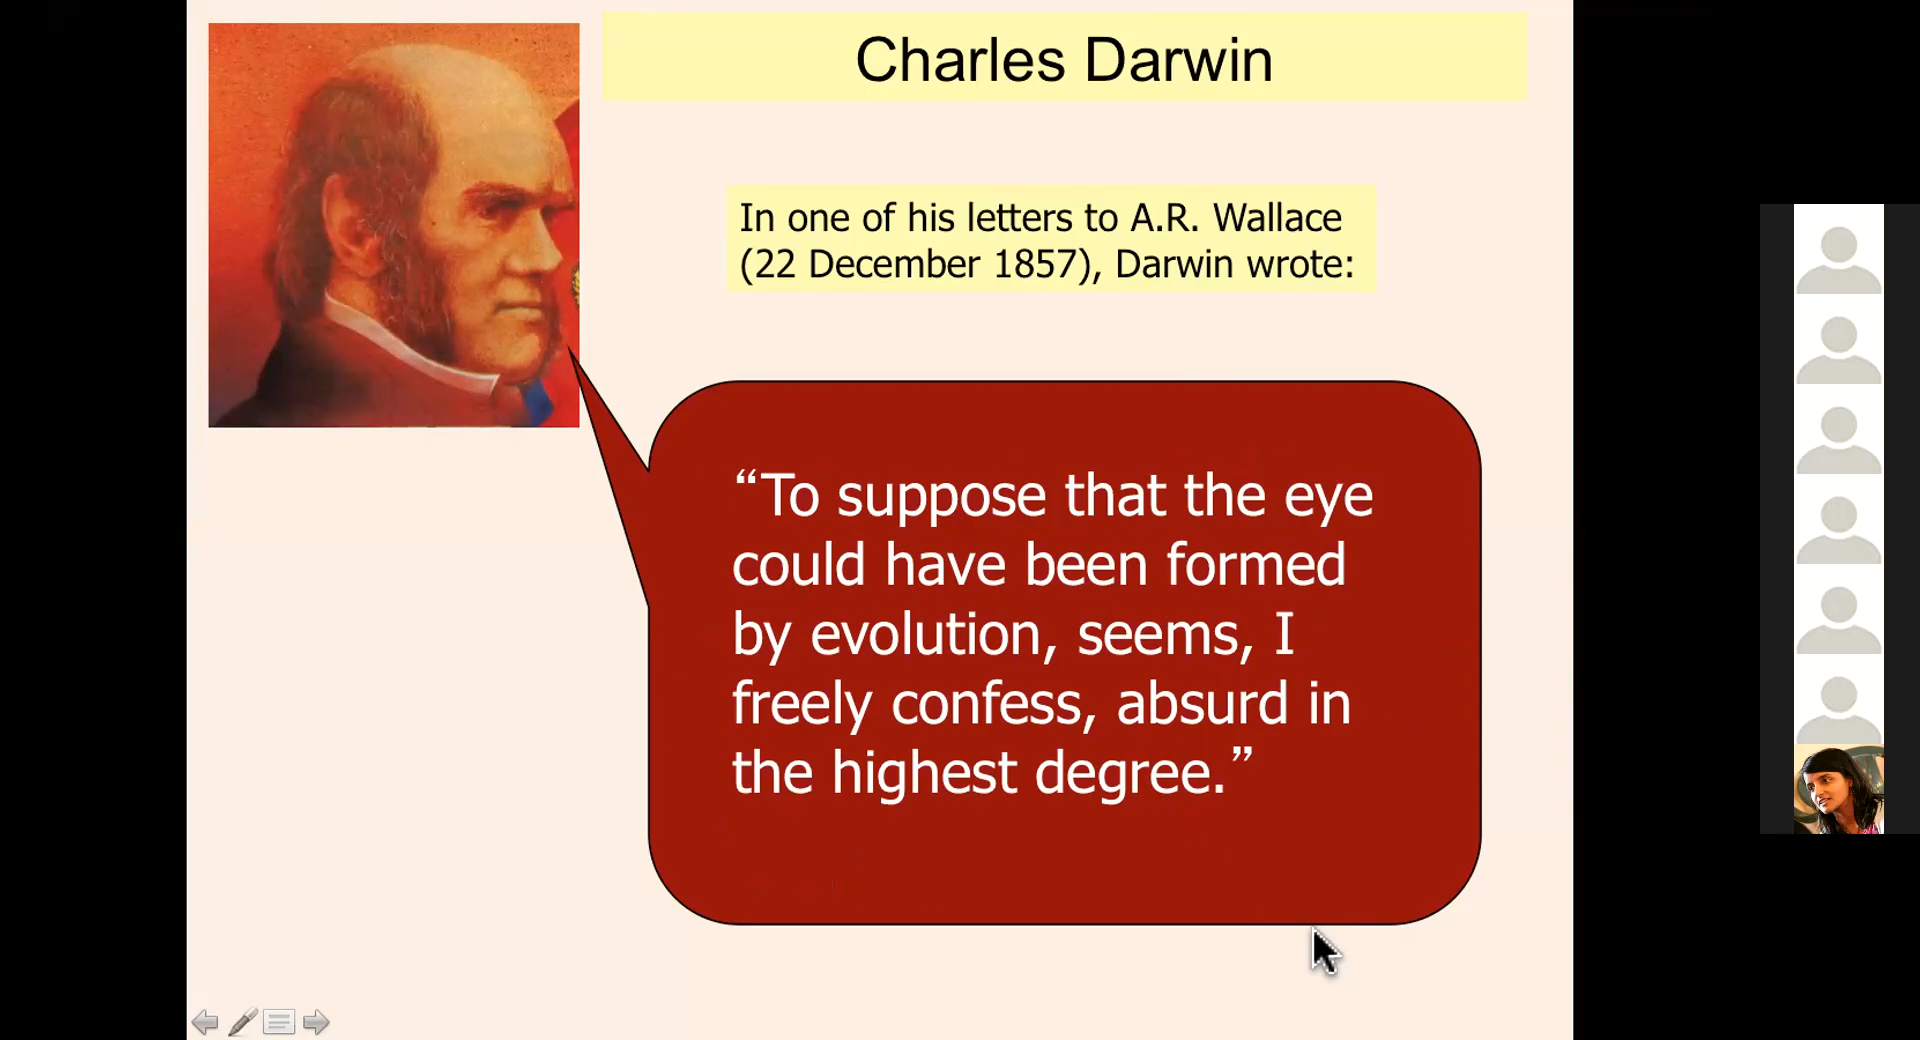 Charles Darwin
In one of his letters to A.R. Wallace
(22 December 1857), Darwin wrote:
“To suppose that the eye
could have been formed
by evolution, seems, I
freely confess, absurd in
the highest degree.”